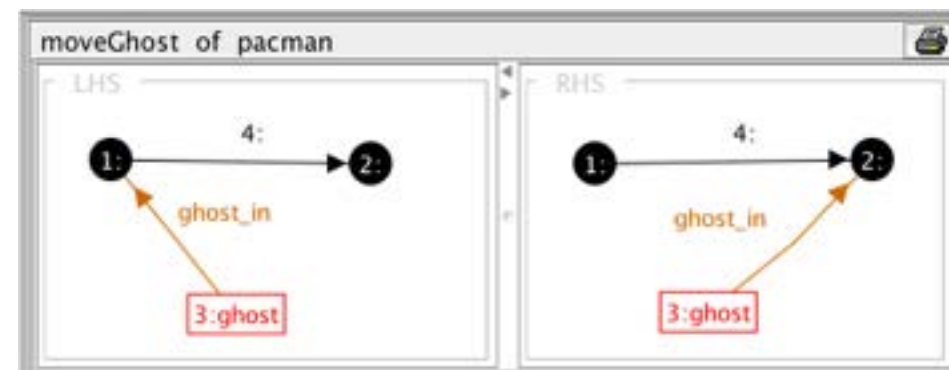 moveGhost of pacman
LHS
4:
1:
2:
ghost_in
3:ghost
RHS
4:
1:
2:
ghost_in
3:ghost